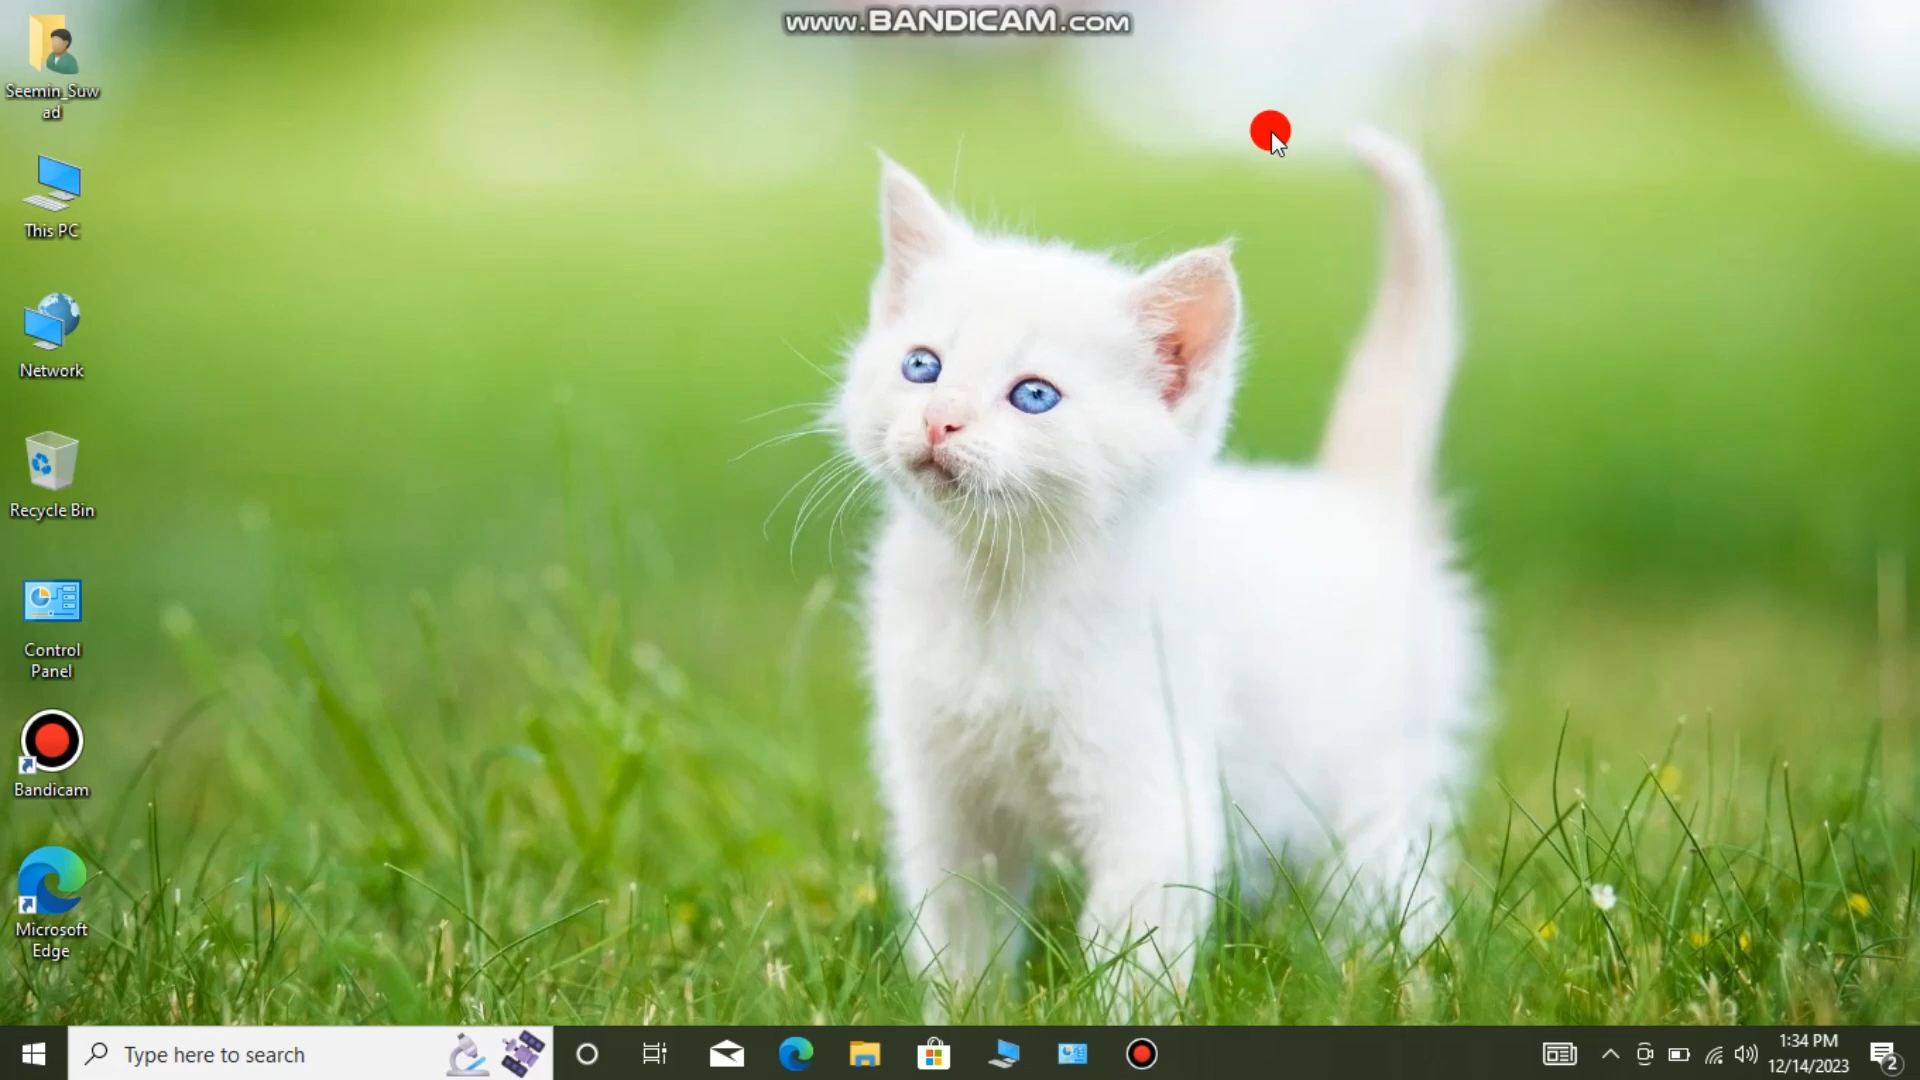 www.BANDICAM.com
Seemin_Suw
ad
This PC
Network
Recycle Bin
Control
Panel
Bandicam
Microsoft
Edge
Type here to search
1:34 PM
12/14/2023
2